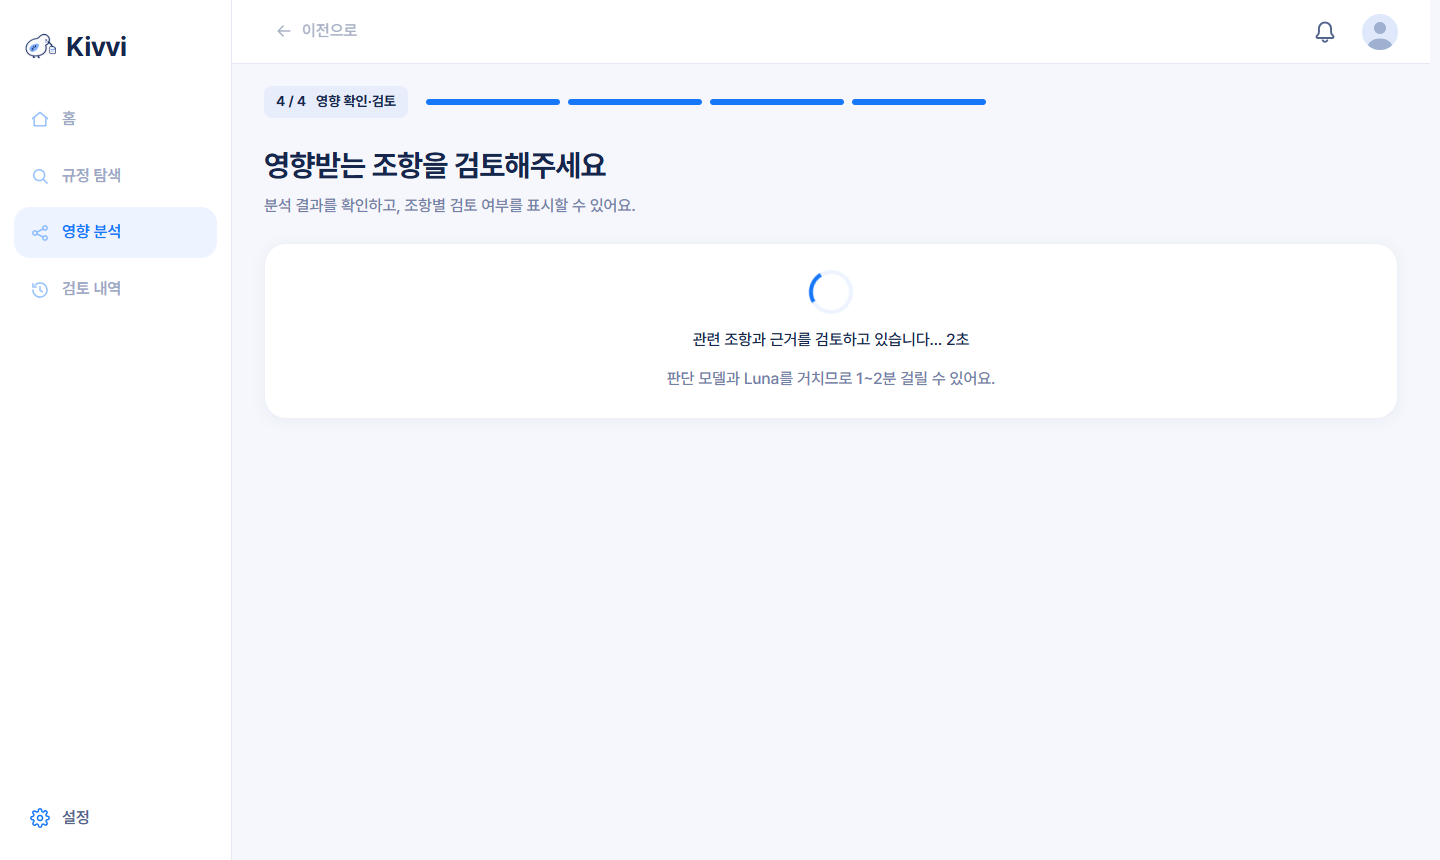 Kivvi
홈
규정 탐색
영향 분석
검토 내역
설정
이전으로
4 / 4 영향 확인·검토
영향받는 조항을 검토해주세요
분석 결과를 확인하고, 조항별 검토 여부를 표시할 수 있어요.
관련 조항과 근거를 검토하고 있습니다... 2초
판단 모델과 Luna를 거치므로 1~2분 걸릴 수 있어요.